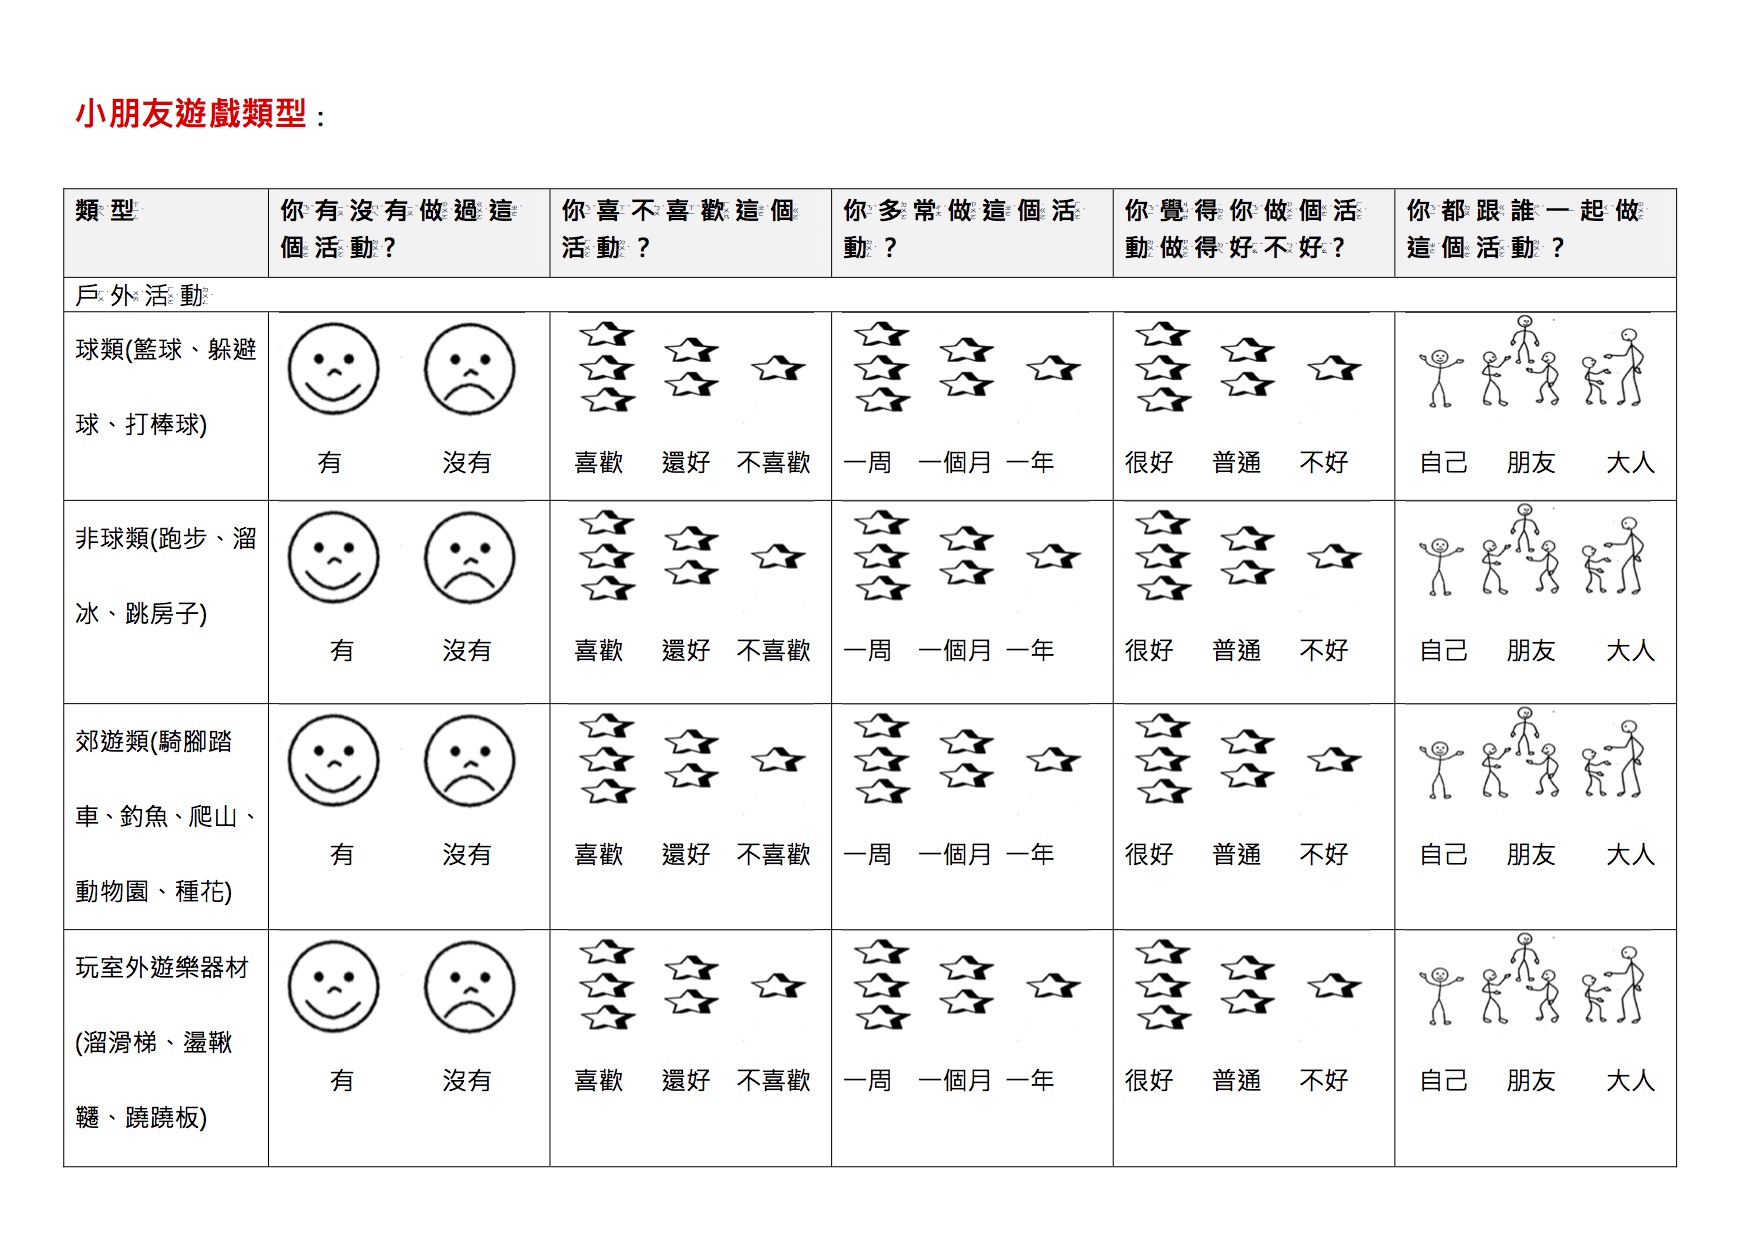 小朋友遊戲類型：
類型
你有沒有做過這
個活動？
你喜不喜歡這個
活動？
你多常做這個活
動？
你覺得你做個活
動做得好不好？
你都跟誰一起做
這個活動？
戶外活動
球類(籃球、躲避
球、打棒球)
有 沒有
喜歡 還好 不喜歡
一周 一個月 一年
很好 普通 不好
自己 朋友 大人
非球類(跑步、溜
冰、跳房子)
有 沒有
喜歡 還好 不喜歡
一周 一個月 一年
很好 普通 不好
自己 朋友 大人
郊遊類(騎腳踏
車、釣魚、爬山、
動物園、種花)
有 沒有
喜歡 還好 不喜歡
一周 一個月 一年
很好 普通 不好
自己 朋友 大人
玩室外遊樂器材
(溜滑梯、盪鞦
韆、蹺蹺板)
有 沒有
喜歡 還好 不喜歡
一周 一個月 一年
很好 普通 不好
自己 朋友 大人